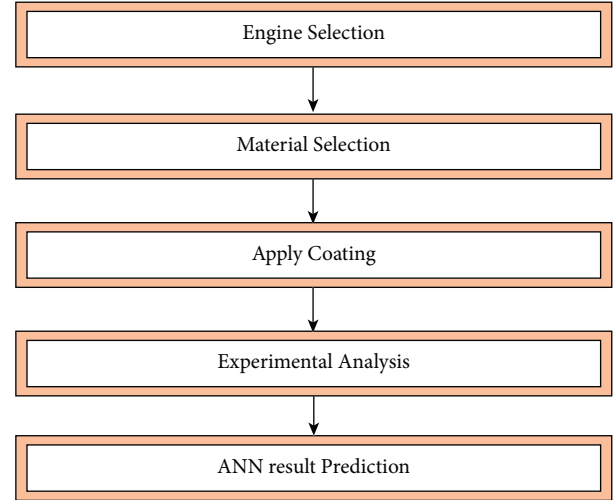 Engine Selection
Material Selection
Apply Coating
Experimental Analysis
ANN result Prediction